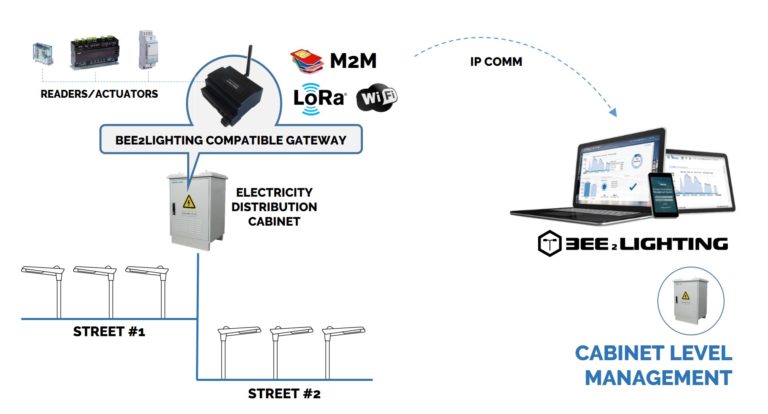 M2M
IP COMM
READERS/ACTUATORS
LoRa
WiFi
BEE2LIGHTING COMPATIBLE GATEWAY
ELECTRICITY
DISTRIBUTION
CABINET
BEE2LIGHTING
STREET #1
CABINET LEVEL
MANAGEMENT
STREET #2